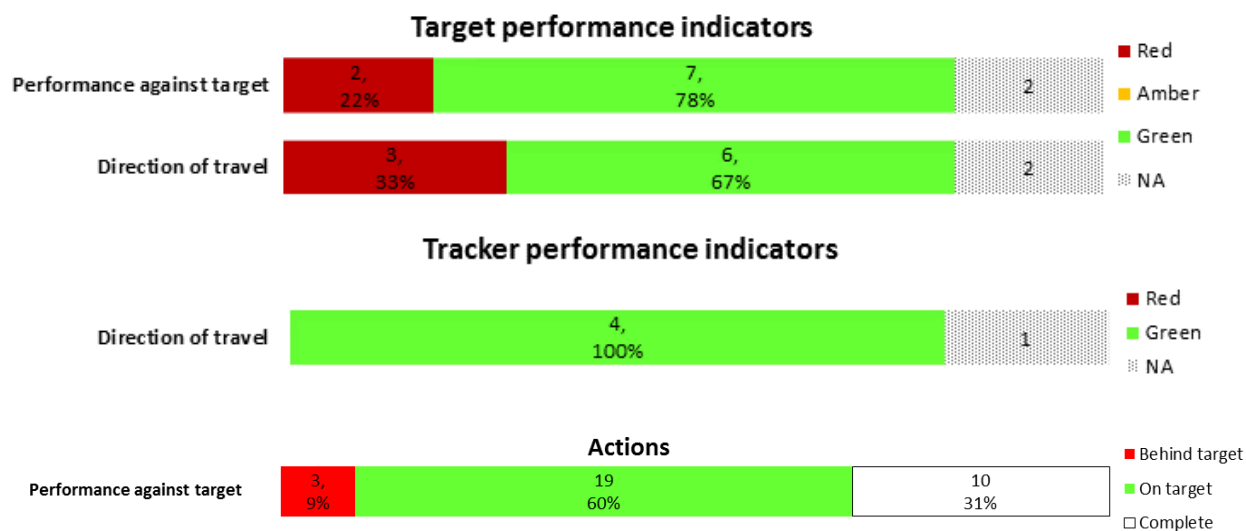 Target performance indicators
Performance against target
2,
22%
7,
78%
2
Red
Amber
Green
NA
Direction of travel
3,
33%
6,
67%
2
Tracker performance indicators
Direction of travel
4,
100%
1
Red
Green
NA
Actions
Performance against target
3,
9%
19
60%
10
31%
Behind target
On target
Complete